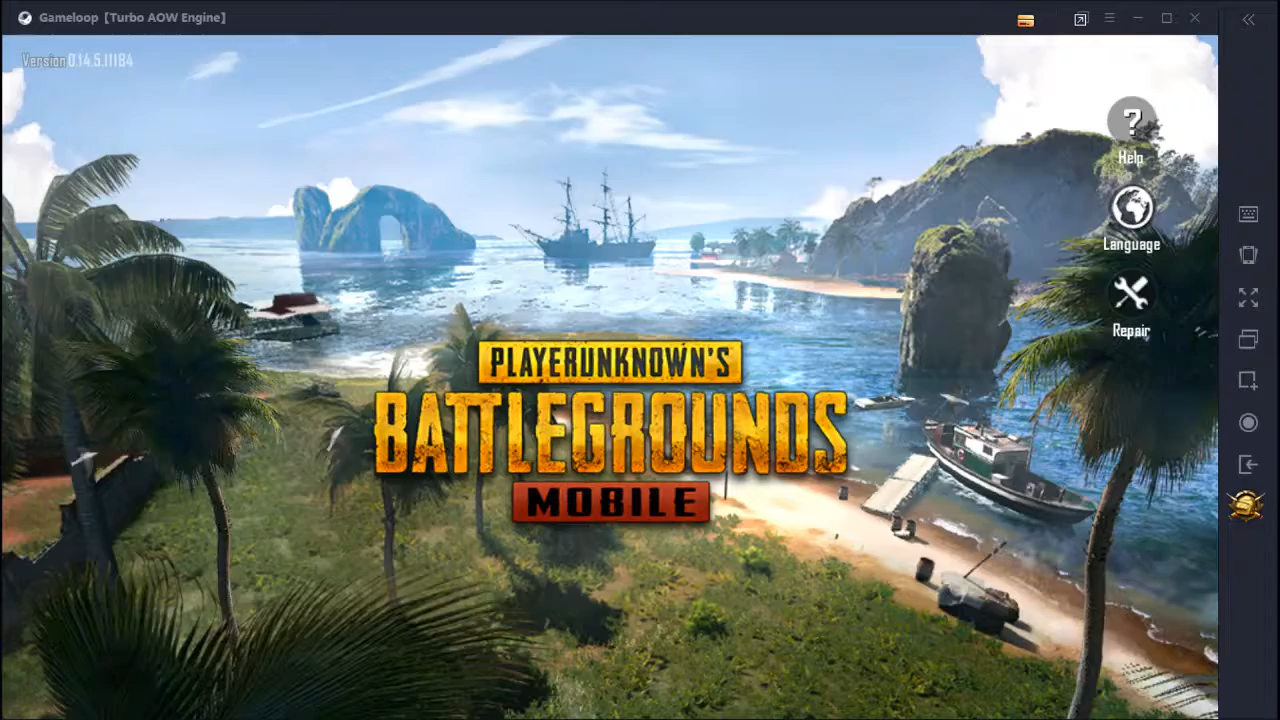 Gameloop [Turbo AOW Engine]
Version 0.14.5.11184
?
Help
Language
Repair
PLAYERUNKNOWN'S
BATTLEGROUNDS
MOBILE